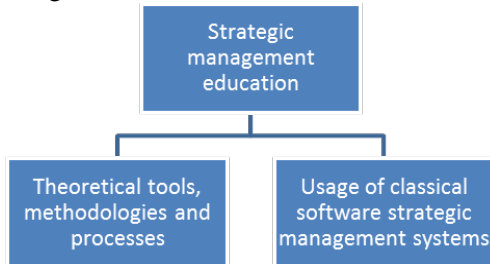 Strategic
management
education
Theoretical tools,
methodologies and
processes
Usage of classical
software strategic
management systems